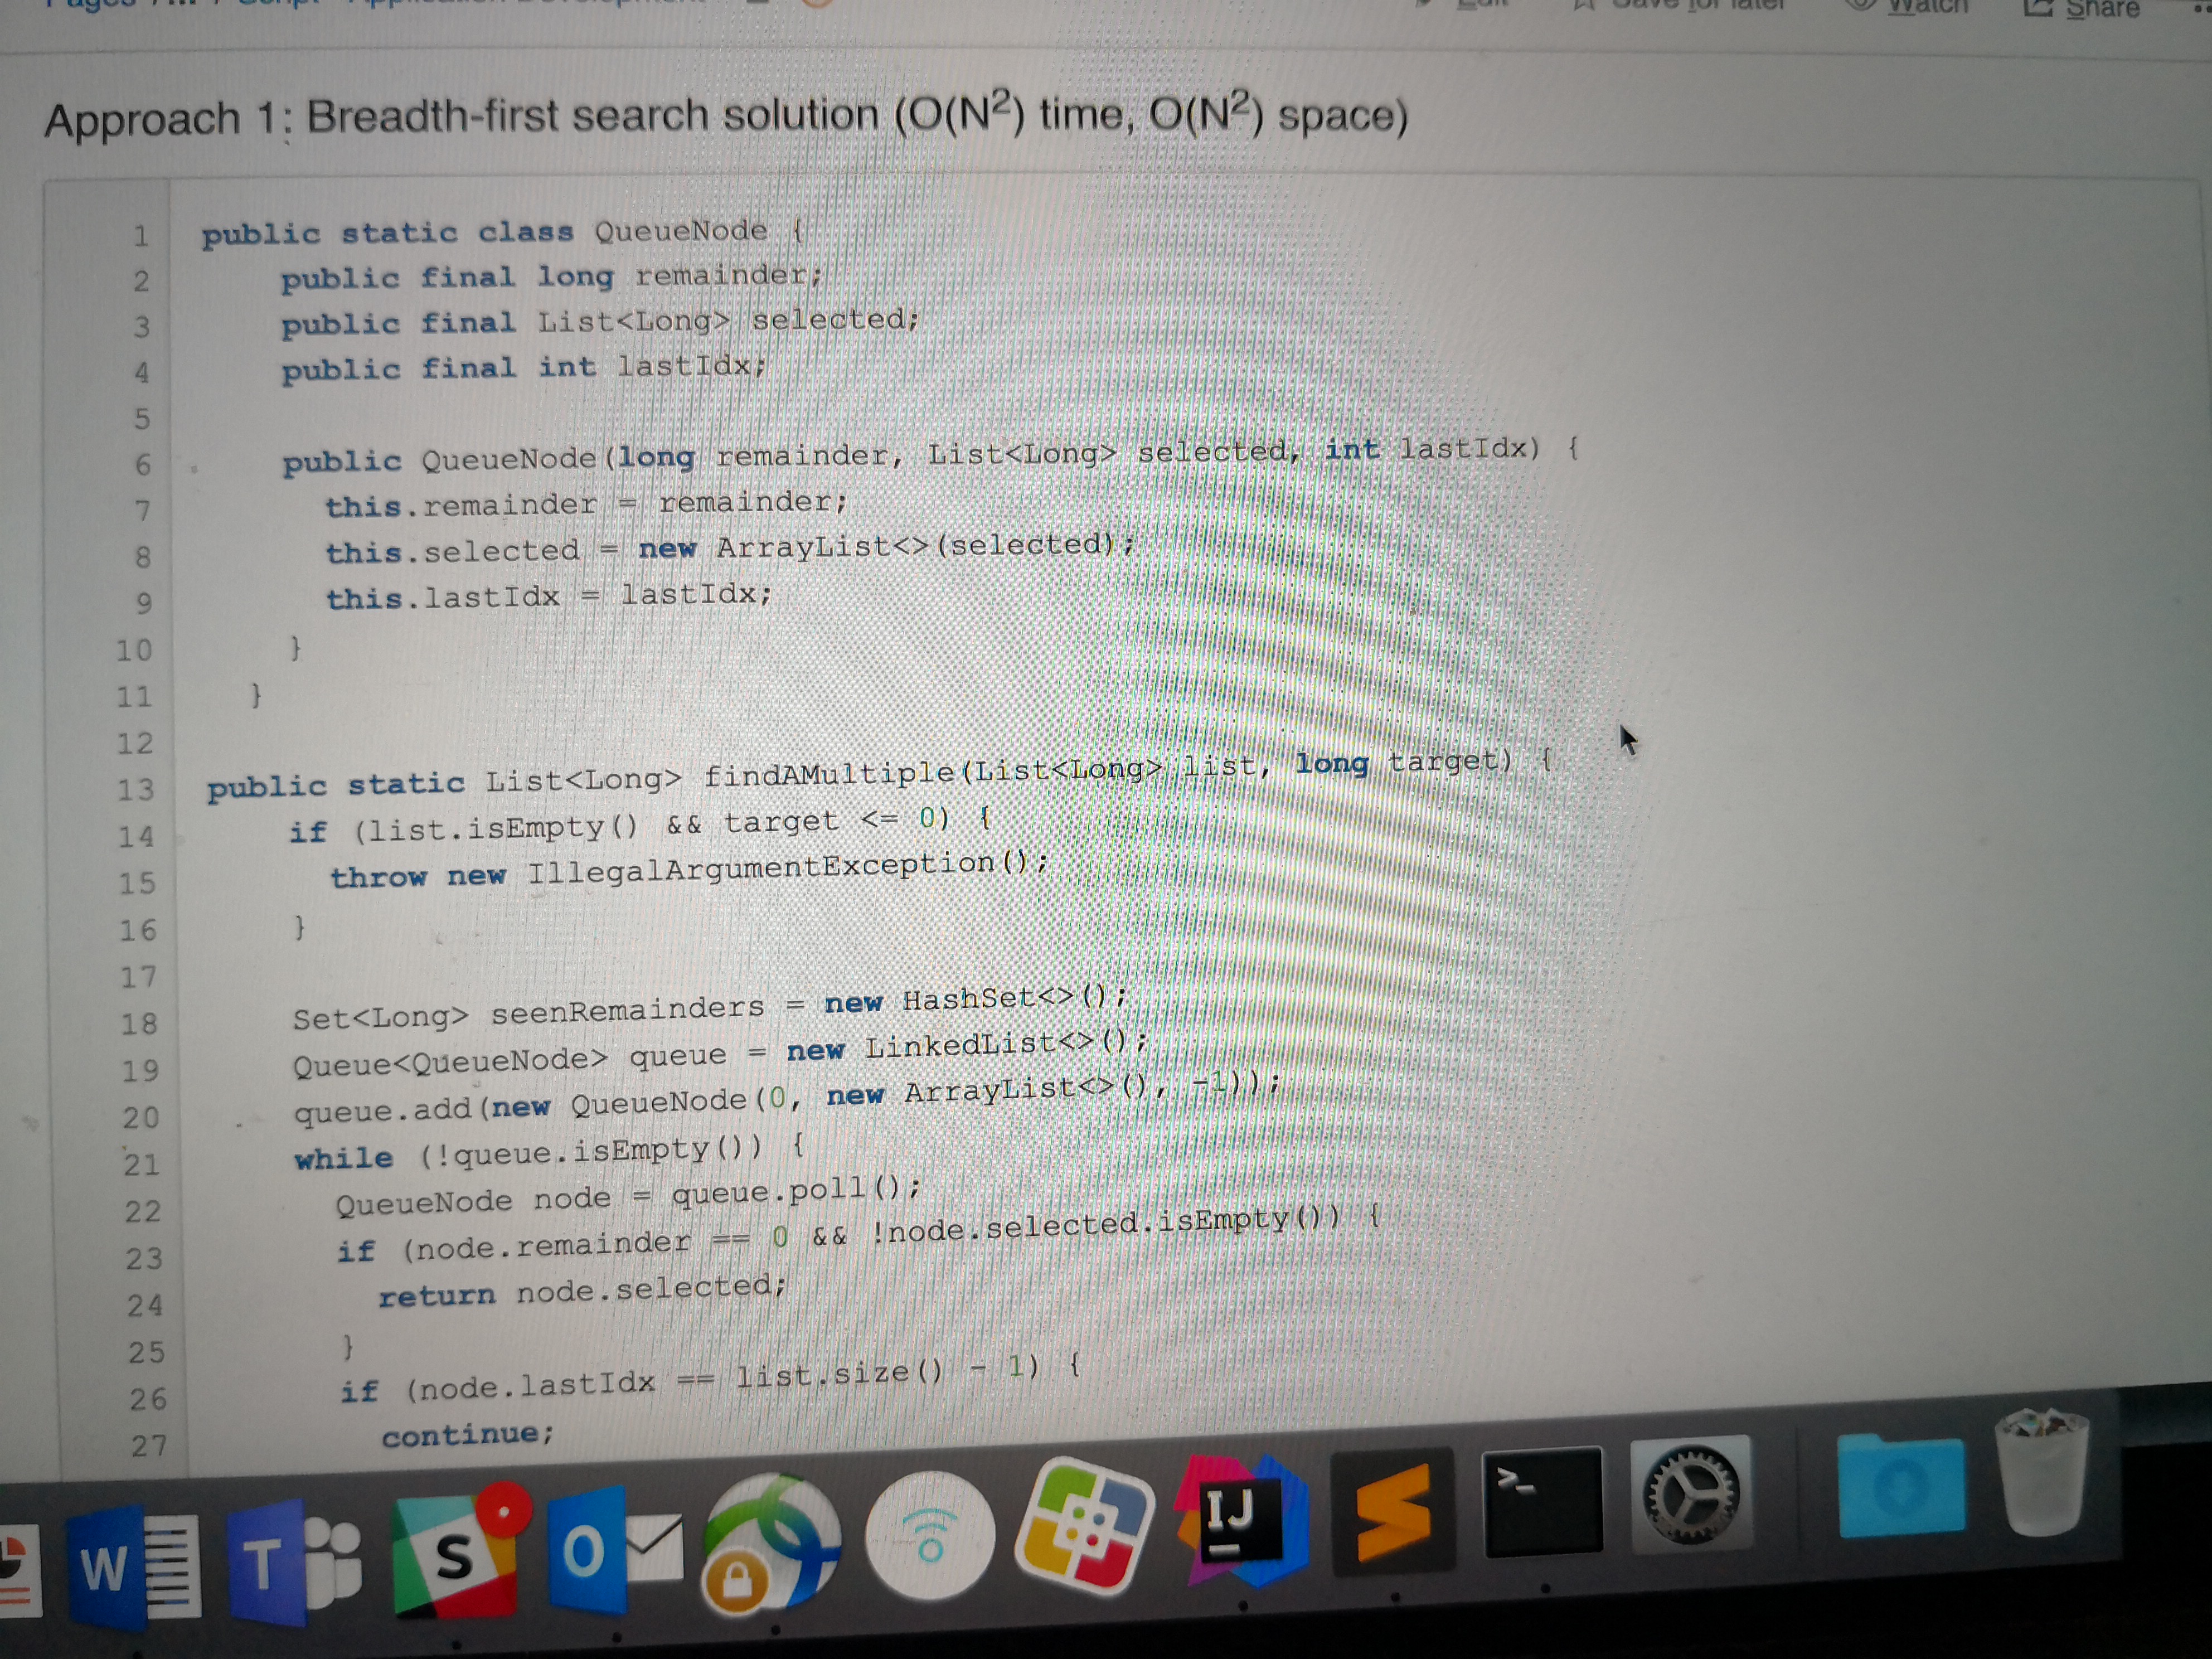 Pages
Save for later Watch Share
Approach 1: Breadth-first search solution (O(N²) time, O(N²) space)
1 public static class QueueNode {
2 public final long remainder;
3 public final List<Long> selected;
4 public final int lastIdx;
5
6 public QueueNode(long remainder, List<Long> selected, int lastIdx) {
7 this.remainder = remainder;
8 this.selected = new ArrayList<>(selected);
9 this.lastIdx = lastIdx;
10 }
11 }
12
13 public static List<Long> findAMultiple(List<Long> list, long target) {
14 if (list.isEmpty() && target <= 0) {
15 throw new IllegalArgumentException();
16 }
17
18 Set<Long> seenRemainders = new HashSet<>();
19 Queue<QueueNode> queue = new LinkedList<>();
20 queue.add(new QueueNode(0, new ArrayList<>(), -1));
21 while (!queue.isEmpty()) {
22 QueueNode node = queue.poll();
23 if (node.remainder == 0 && !node.selected.isEmpty()) {
24 return node.selected;
25 }
26 if (node.lastIdx == list.size() - 1) {
27 continue;
W T S O IJ >_